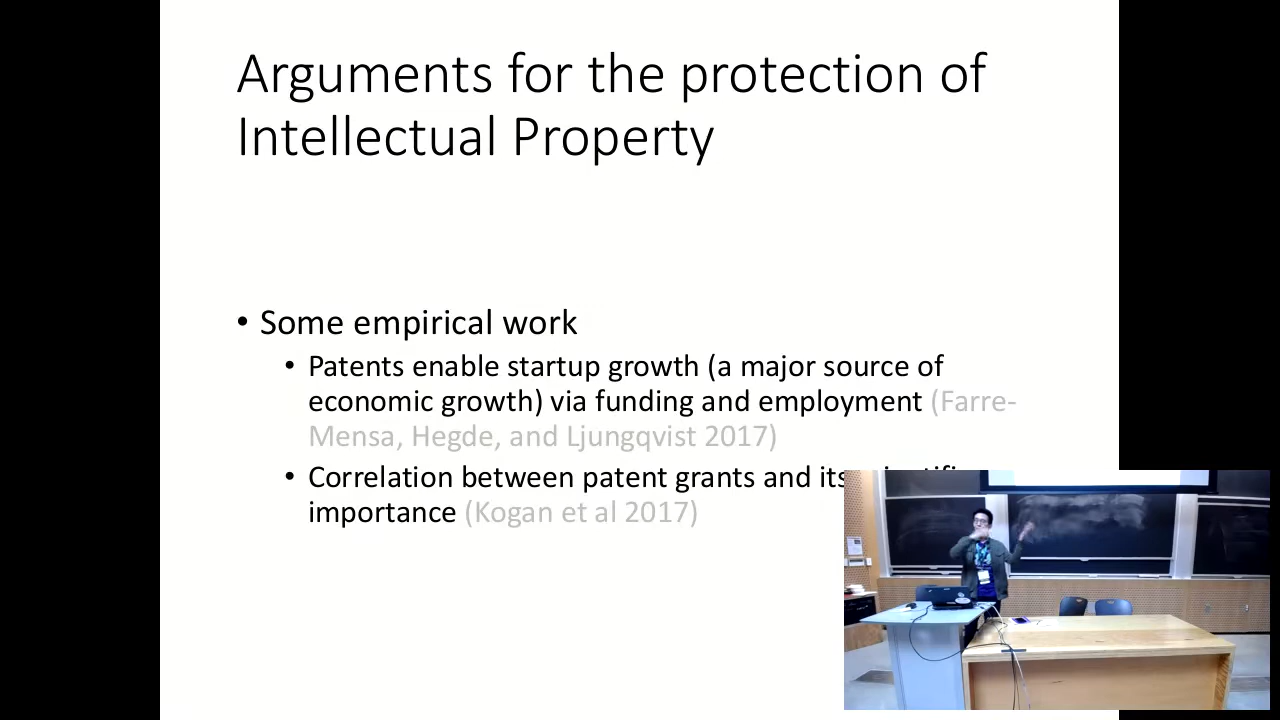 Arguments for the protection of
Intellectual Property
• Some empirical work
• Patents enable startup growth (a major source of
economic growth) via funding and employment (Farre-
Mensa, Hegde, and Ljungqvist 2017)
• Correlation between patent grants and its
importance (Kogan et al 2017)